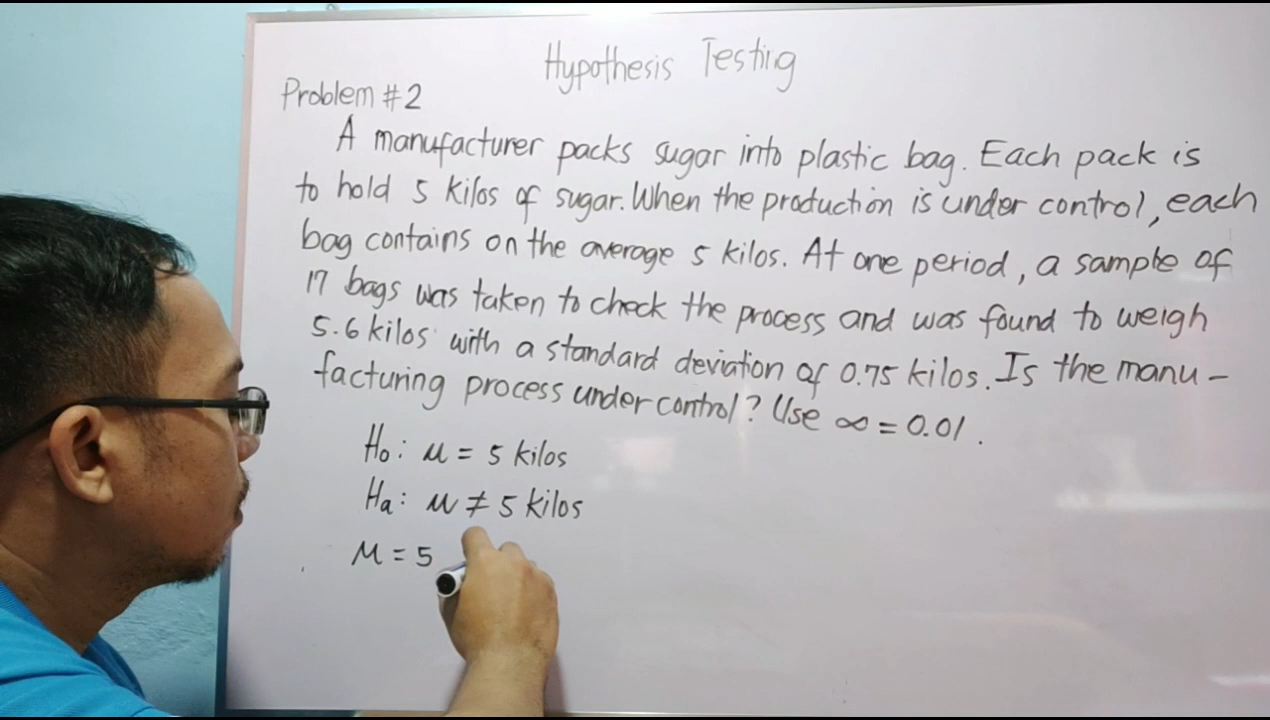 Hypothesis Testing
Problem #2
A manufacturer packs sugar into plastic bag. Each pack is
to hold 5 kilos of sugar. When the production is under control, each
bag contains on the average 5 kilos. At one period, a sample of
17 bags was taken to check the process and was found to weigh
5.6 kilos with a standard deviation of 0.75 kilos. Is the manu-
facturing process under control? Use ∞ = 0.01.
Ho: μ = 5 kilos
Ha: μ ≠ 5 kilos
μ = 5